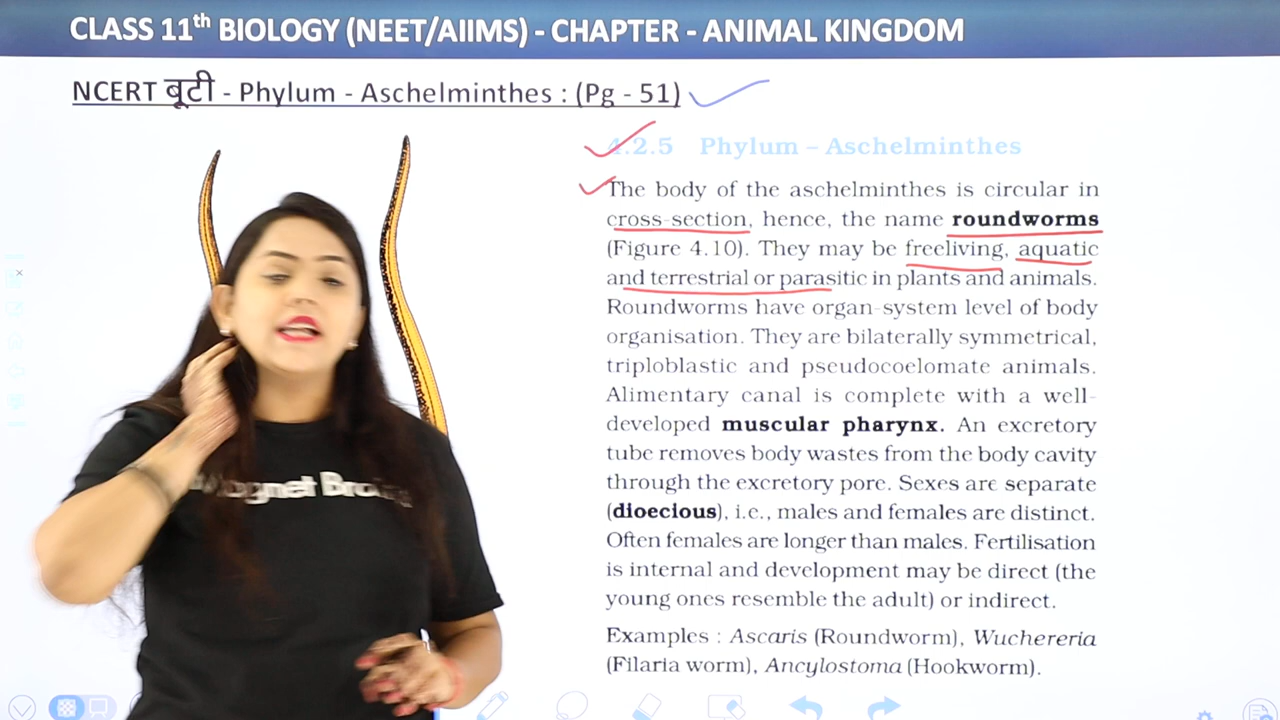 CLASS 11th BIOLOGY (NEET/AIIMS) - CHAPTER - ANIMAL KINGDOM
NCERT बूटी - Phylum - Aschelminthes : (Pg - 51)
4.2.5 Phylum – Aschelminthes
The body of the aschelminthes is circular in
cross-section, hence, the name roundworms
(Figure 4.10). They may be freeliving, aquatic
and terrestrial or parasitic in plants and animals.
Roundworms have organ-system level of body
organisation. They are bilaterally symmetrical,
triploblastic and pseudocoelomate animals.
Alimentary canal is complete with a well-
developed muscular pharynx. An excretory
tube removes body wastes from the body cavity
through the excretory pore. Sexes are separate
(dioecious), i.e., males and females are distinct.
Often females are longer than males. Fertilisation
is internal and development may be direct (the
young ones resemble the adult) or indirect.
Examples : Ascaris (Roundworm), Wuchereria
(Filaria worm), Ancylostoma (Hookworm).